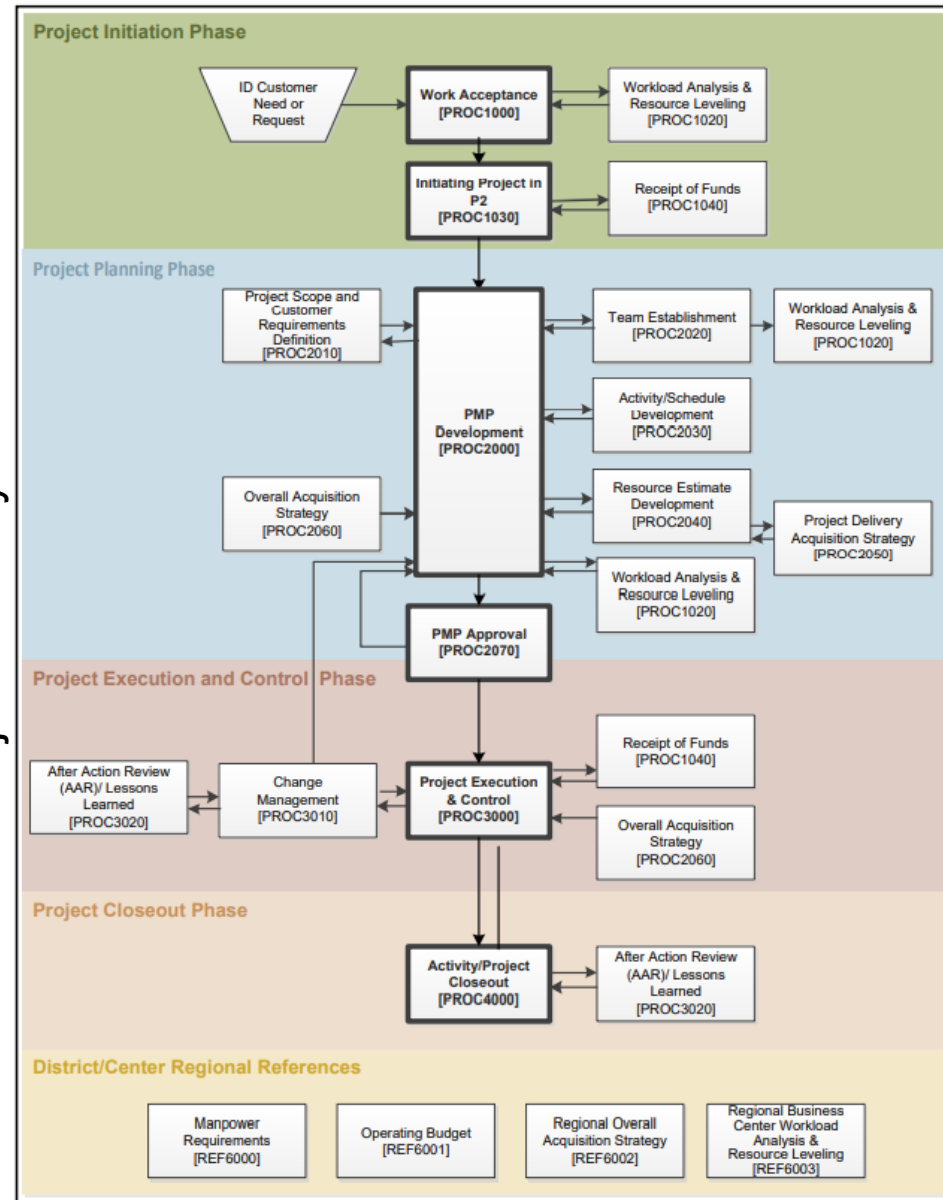 Project Initiation Phase
ID Customer
Need or
Request
Work Acceptance
[PROC1000]
Workload Analysis &
Resource Leveling
[PROC1020]
Initiating Project in
P2
[PROC1030]
Receipt of Funds
[PROC1040]
Project Planning Phase
Project Scope and
Customer
Requirements
Definition
[PROC2010]
Team Establishment
[PROC2020]
Workload Analysis &
Resource Leveling
[PROC1020]
PMP
Development
[PROC2000]
Activity/Schedule
Development
[PROC2030]
Overall Acquisition
Strategy
[PROC2060]
Resource Estimate
Development
[PROC2040]
Project Delivery
Acquisition Strategy
[PROC2050]
Workload Analysis &
Resource Leveling
[PROC1020]
PMP Approval
[PROC2070]
Project Execution and Control Phase
After Action Review
(AAR)/ Lessons
Learned
[PROC3020]
Change
Management
[PROC3010]
Project Execution
& Control
[PROC3000]
Receipt of Funds
[PROC1040]
Overall Acquisition
Strategy
[PROC2060]
Project Closeout Phase
Activity/Project
Closeout
[PROC4000]
After Action Review
(AAR)/ Lessons
Learned
[PROC3020]
District/Center Regional References
Manpower
Requirements
[REF6000]
Operating Budget
[REF6001]
Regional Overall
Acquisition Strategy
[REF6002]
Regional Business
Center Workload
Analysis &
Resource Leveling
[REF6003]